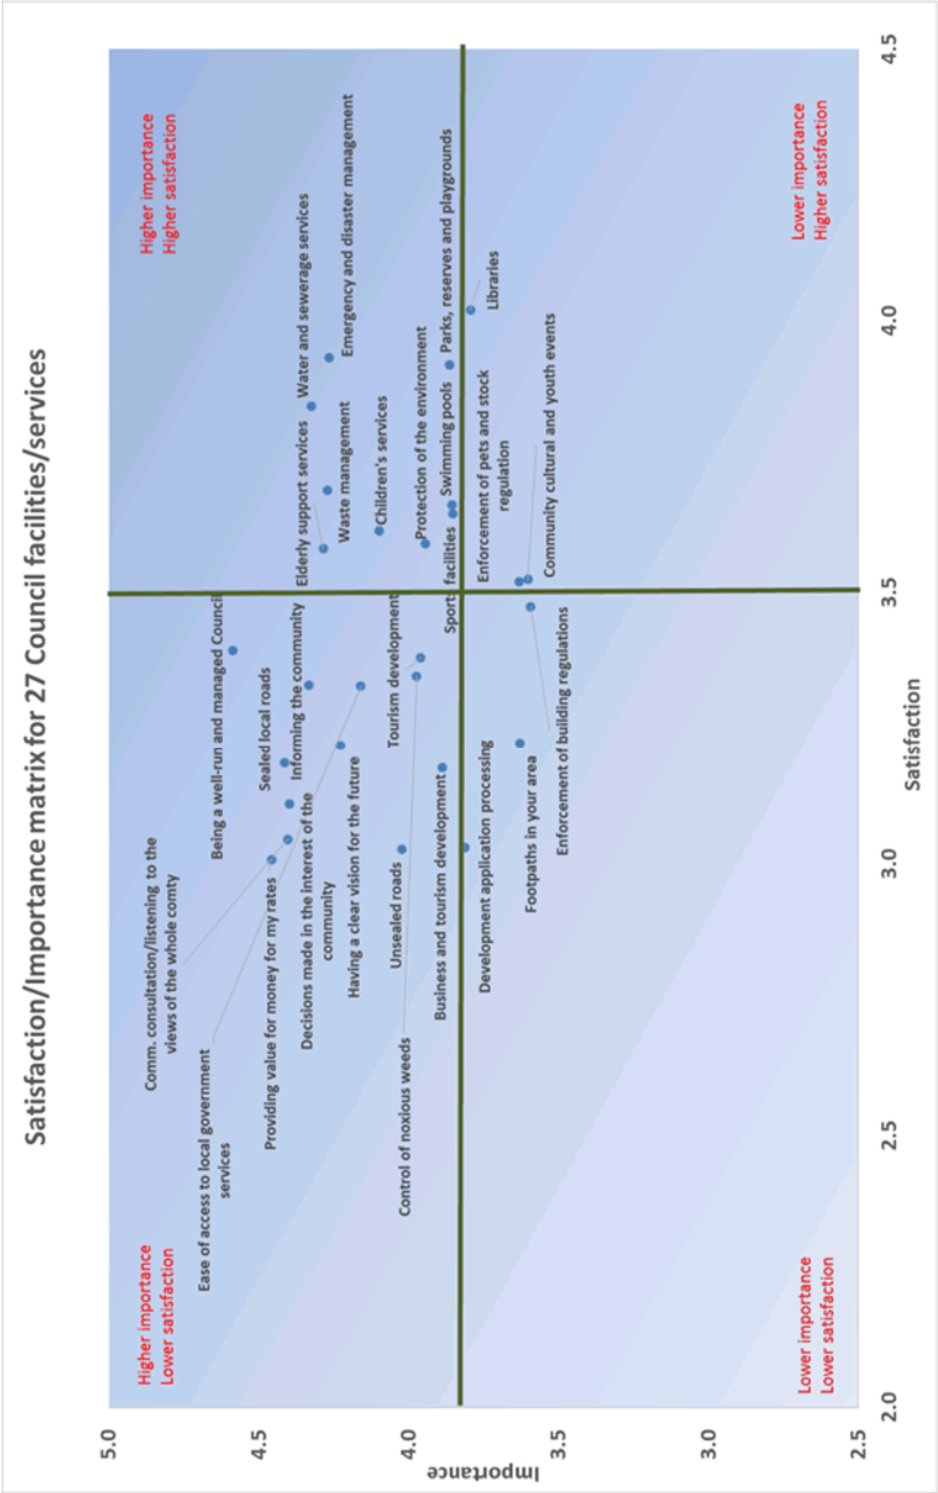 Satisfaction/Importance matrix for 27 Council facilities/services
Higher importance
Lower satisfaction
Higher importance
Higher satisfaction
Comm. consultation/listening to the
views of the whole comty
Ease of access to local government
services
Being a well-run and managed Council
Sealed local roads
Providing value for money for my rates
Informing the community
Decisions made in the interest of the
community
Having a clear vision for the future
Elderly support services
Water and sewerage services
Waste management
Emergency and disaster management
Children's services
Tourism development
Unsealed roads
Control of noxious weeds
Protection of the environment
Business and tourism development
Sports facilities
Swimming pools
Parks, reserves and playgrounds
Development application processing
Enforcement of pets and stock
regulation
Libraries
Footpaths in your area
Community cultural and youth events
Enforcement of building regulations
Lower importance
Lower satisfaction
Lower importance
Higher satisfaction
Importance
5.0
4.5
4.0
3.5
3.0
2.5
2.0
2.5
3.0
3.5
4.0
4.5
Satisfaction